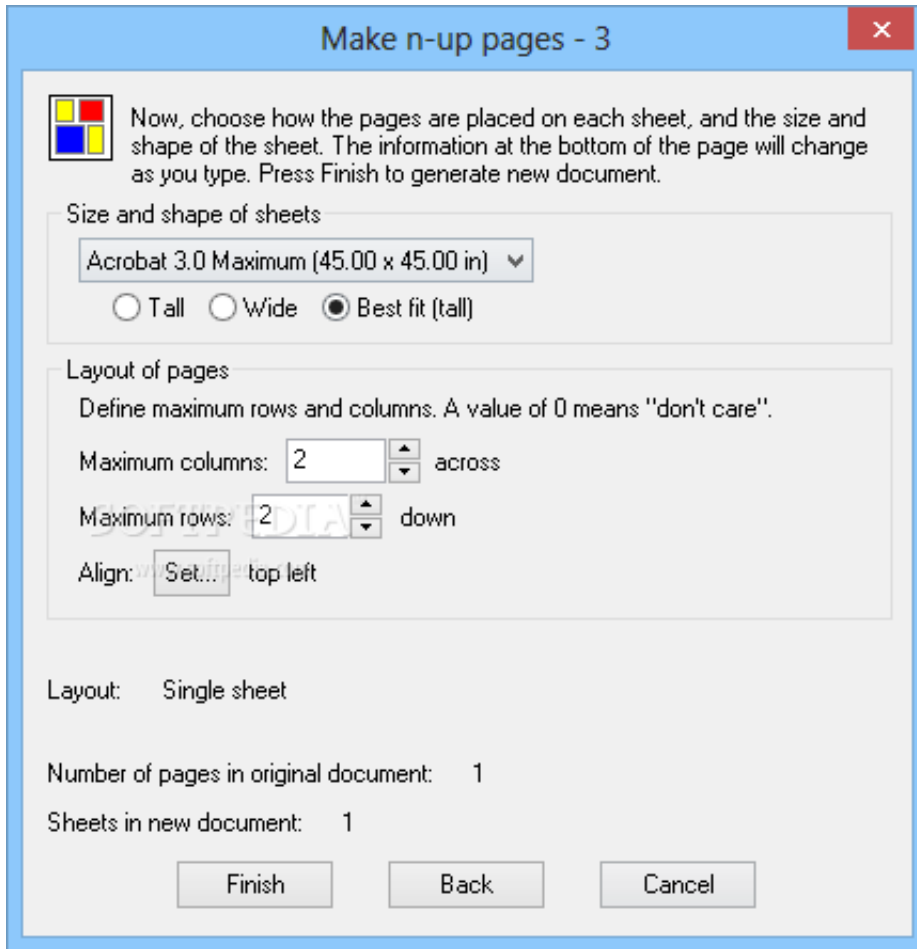 Make n-up pages - 3
Now, choose how the pages are placed on each sheet, and the size and
shape of the sheet. The information at the bottom of the page will change
as you type. Press Finish to generate new document.
Size and shape of sheets
Acrobat 3.0 Maximum (45.00 x 45.00 in)
Tall Wide Best fit (tall)
Layout of pages
Define maximum rows and columns. A value of 0 means "don't care".
Maximum columns: 2 across
SOFTPEDIA
Maximum rows: 2 down
www.softpedia.com
Align: Set... top left
Layout: Single sheet
Number of pages in original document: 1
Sheets in new document: 1
Finish Back Cancel